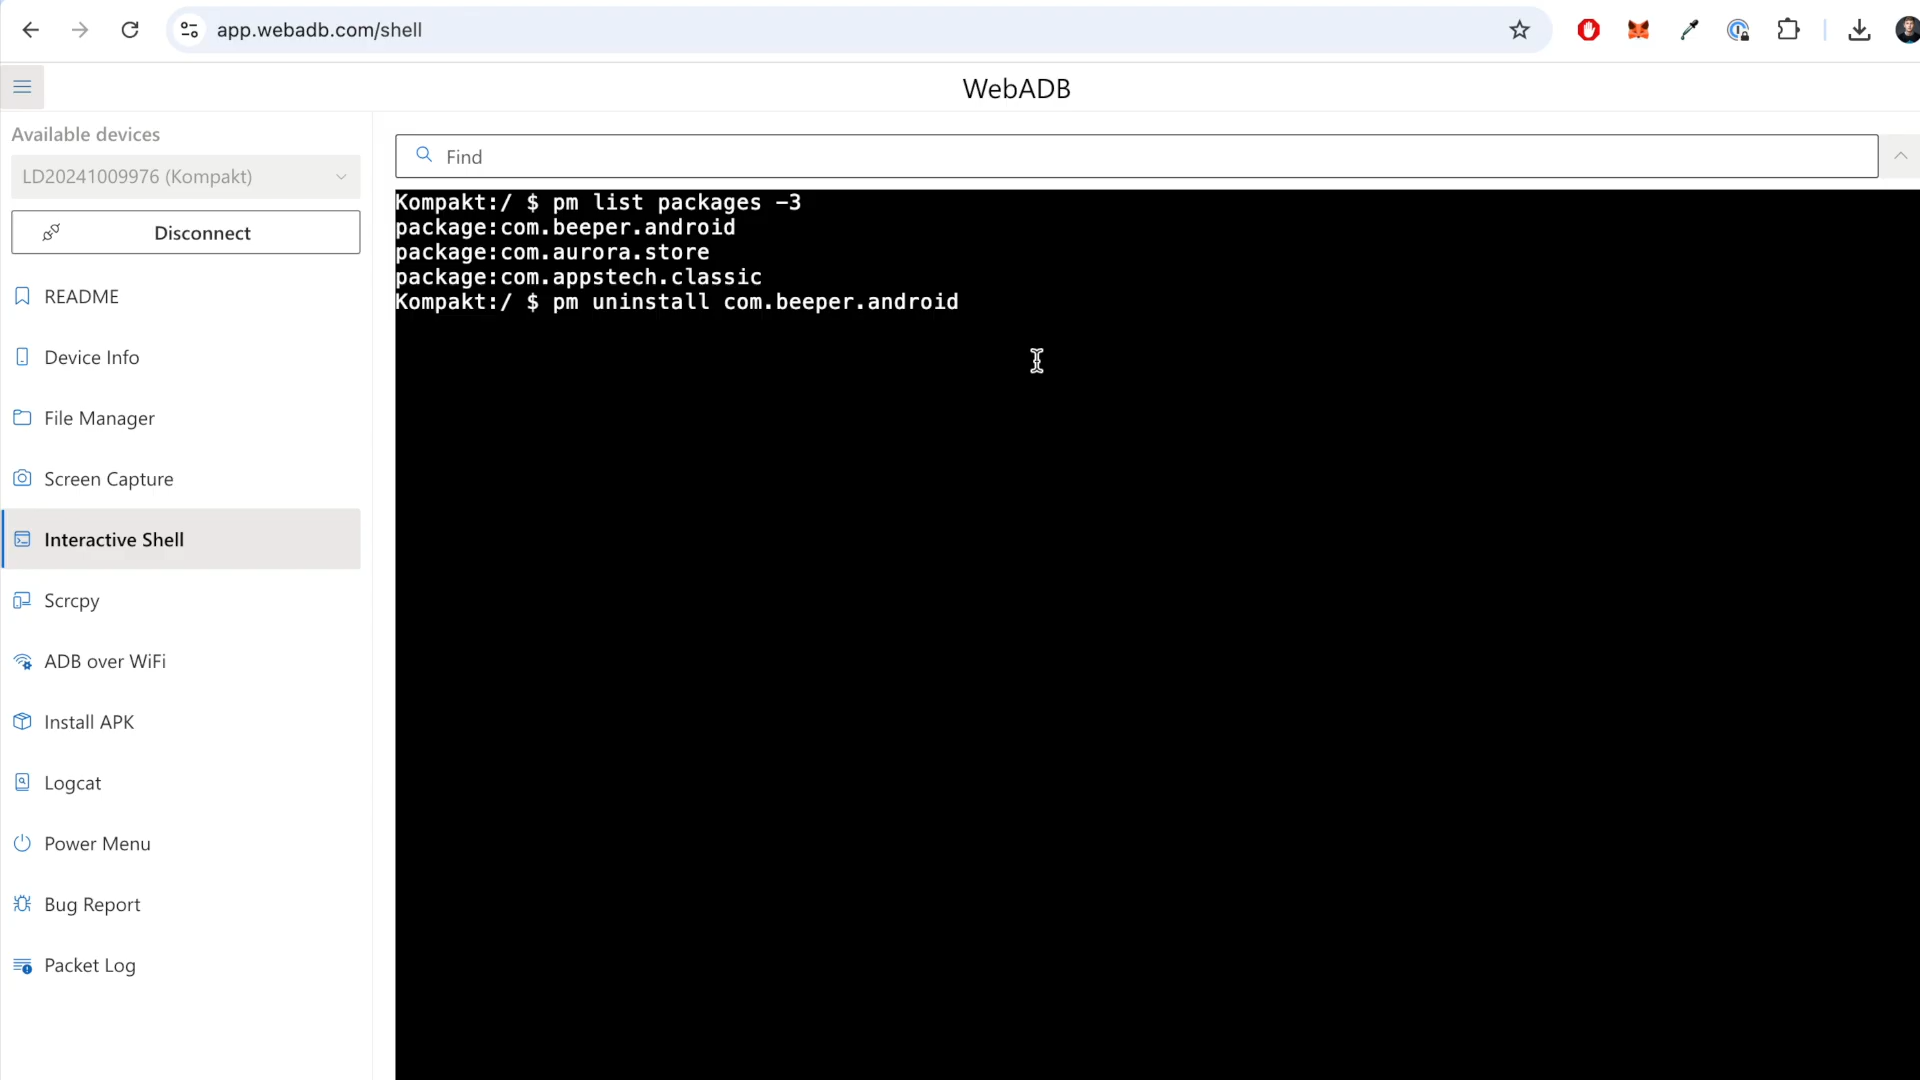 app.webadb.com/shell
WebADB
Available devices
LD20241009976 (Kompakt)
Disconnect
README
Device Info
File Manager
Screen Capture
Interactive Shell
Scrcpy
ADB over WiFi
Install APK
Logcat
Power Menu
Bug Report
Packet Log
Find
Kompakt:/ $ pm list packages -3
package:com.beeper.android
package:com.aurora.store
package:com.appstech.classic
Kompakt:/ $ pm uninstall com.beeper.android